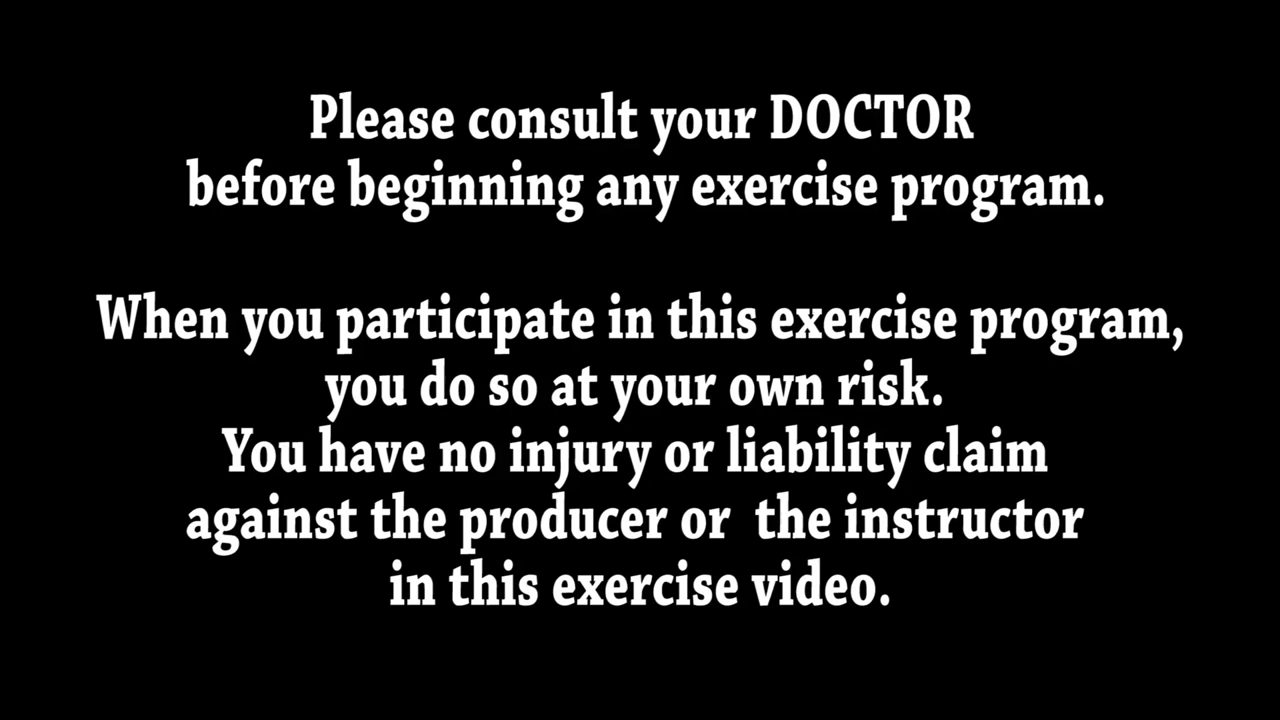 Please consult your DOCTOR
before beginning any exercise program.
When you participate in this exercise program,
you do so at your own risk.
You have no injury or liability claim
against the producer or  the instructor
in this exercise video.